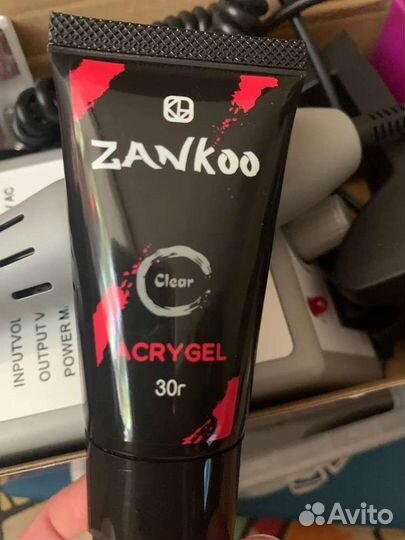 ZANKOO
Clear
ACRYGEL
30г
AC
INPUTVOL
OUTPUT V
POWER M
Avito